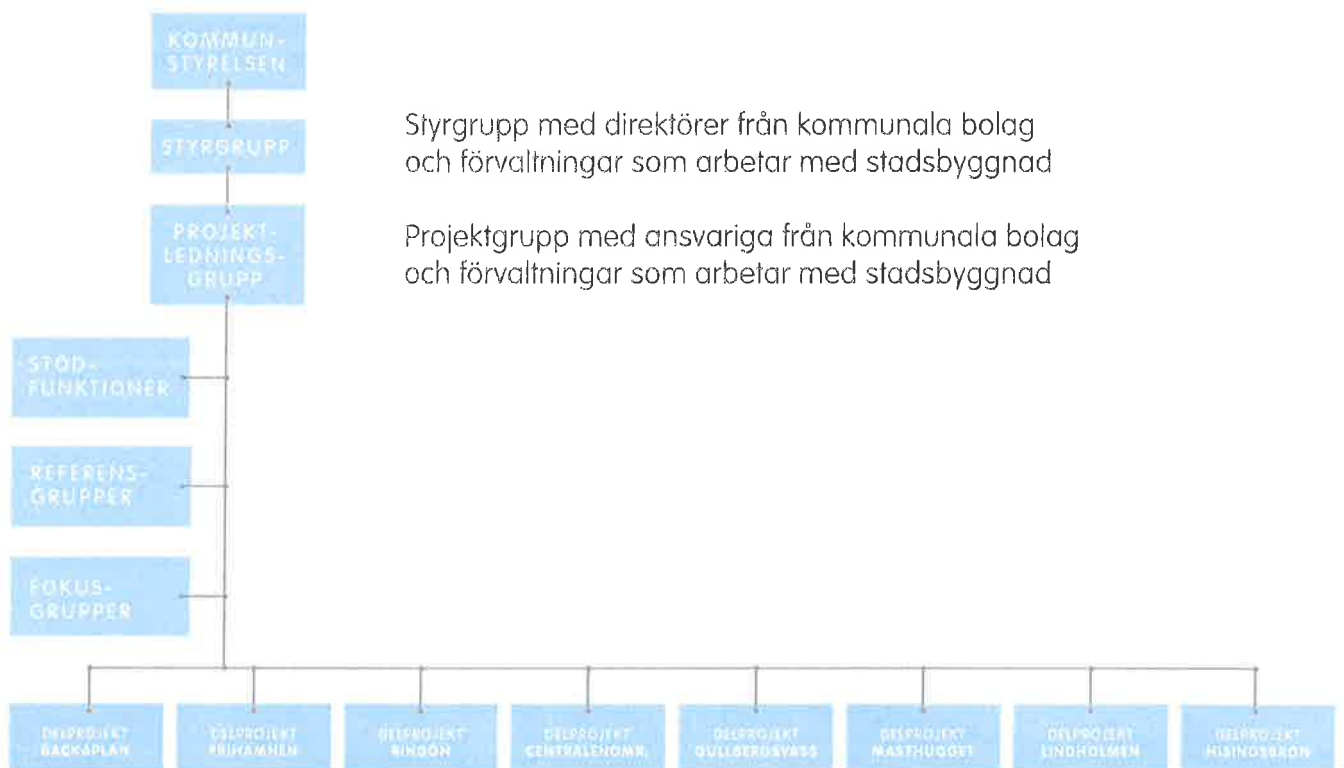 KOMMUN-
STYRELSEN
STYRGRUPP
Styrgrupp med direktörer från kommunala bolag
och förvaltningar som arbetar med stadsbyggnad
PROJEKT-
LEDNINGS-
GRUPP
Projektgrupp med ansvariga från kommunala bolag
och förvaltningar som arbetar med stadsbyggnad
STÖD-
FUNKTIONER
REFERENS-
GRUPPER
FOKUS-
GRUPPER
DELPROJEKT
BACKAPLAN
DELPROJEKT
FRIHAMNEN
DELPROJEKT
RINGÖN
DELPROJEKT
CENTRALENOMR.
DELPROJEKT
GULLBERGSVASS
DELPROJEKT
MASTHUGGET
DELPROJEKT
LINDHOLMEN
DELPROJEKT
HISINGSBRON